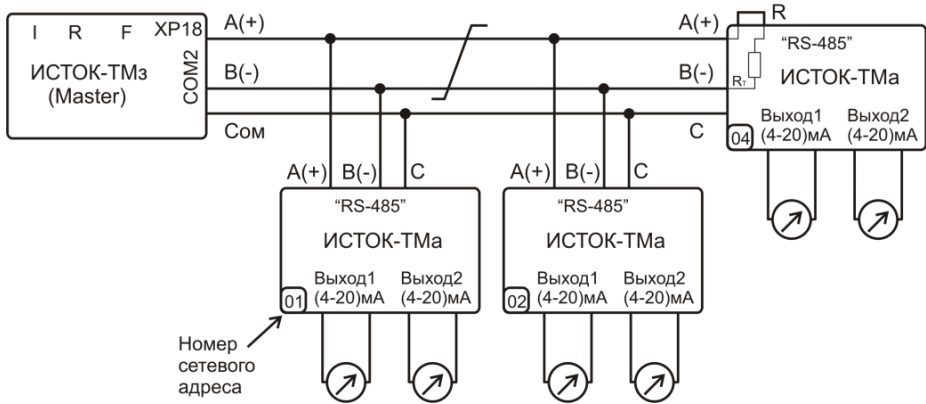 I R F XP18
COM2
ИСТОК-ТМз
(Master)
A(+)
B(-)
Сом
A(+)
B(-)
C
R
"RS-485"
Rт
ИСТОК-ТМа
Выход1 Выход2
04 (4-20)мА (4-20)мА
A(+) B(-) C
"RS-485"
ИСТОК-ТМа
Выход1 Выход2
01 (4-20)мА (4-20)мА
A(+) B(-) C
"RS-485"
ИСТОК-ТМа
Выход1 Выход2
02 (4-20)мА (4-20)мА
Номер
сетевого
адреса